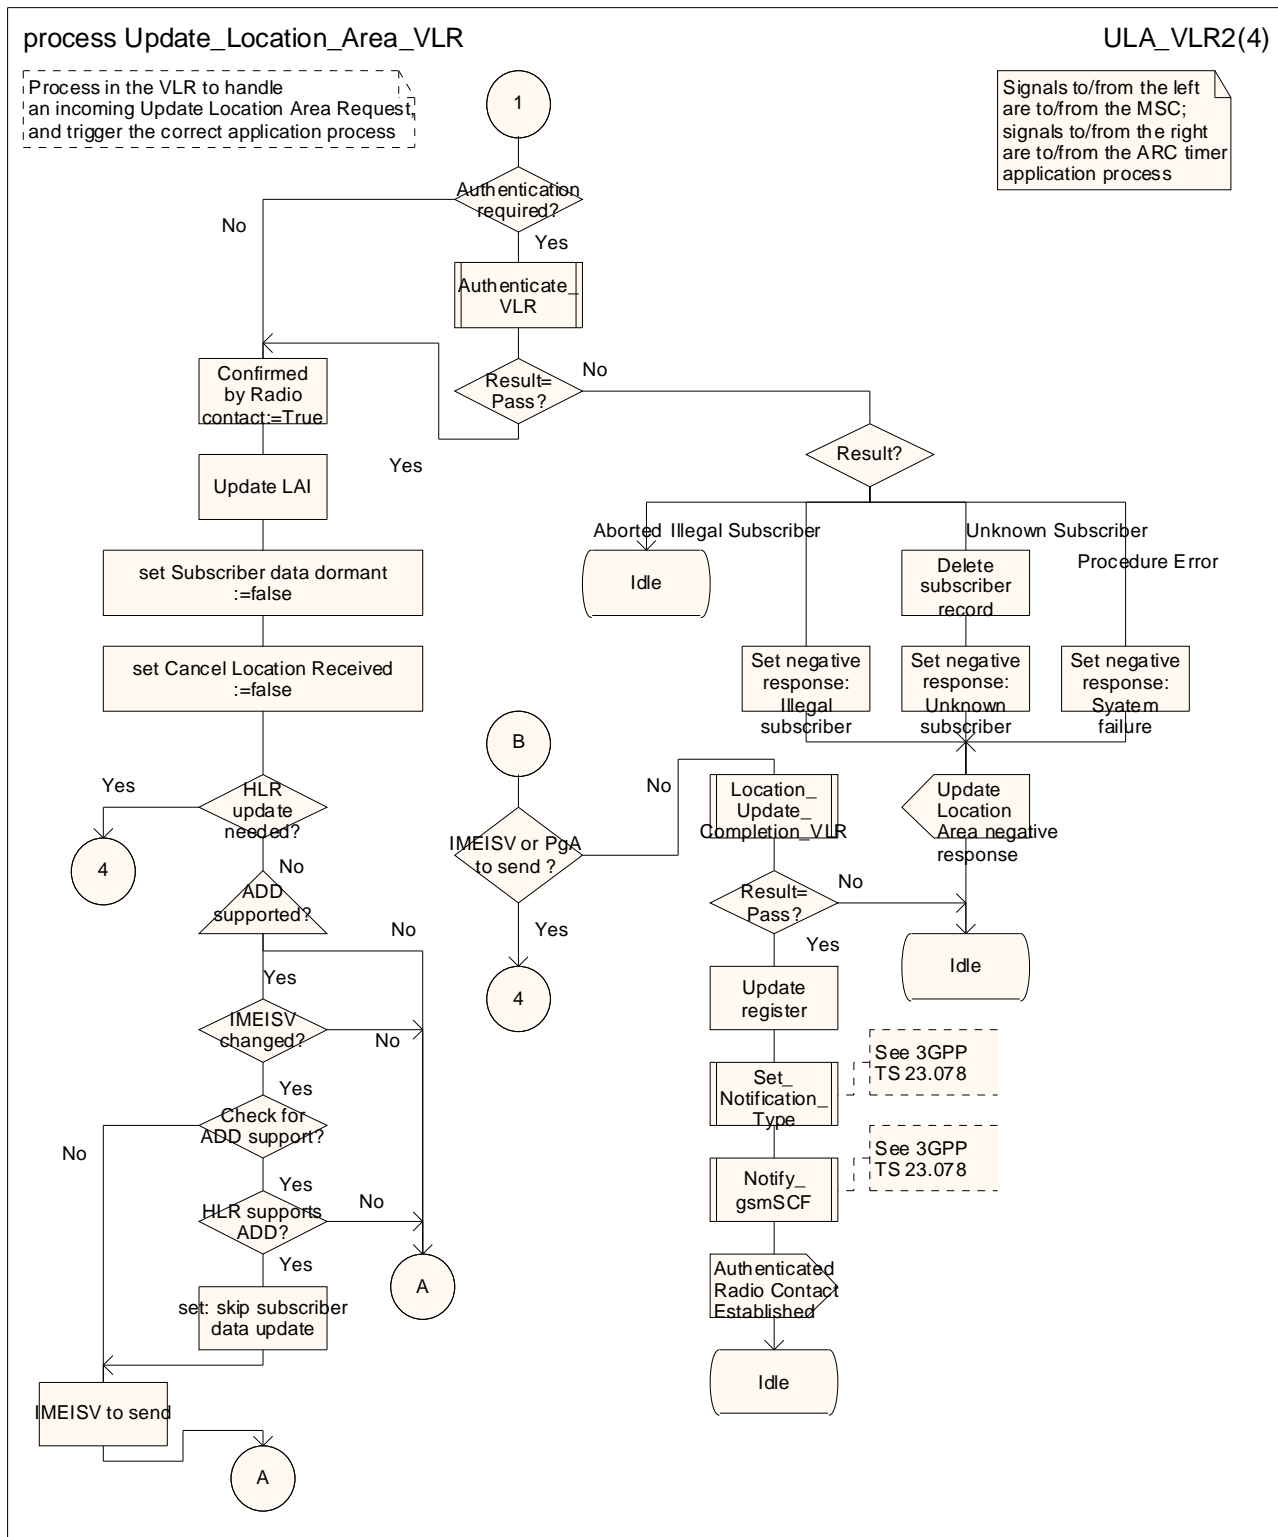 process Update_Location_Area_VLR
ULA_VLR2(4)
Process in the VLR to handle
an incoming Update Location Area Request,
and trigger the correct application process
1
Signals to/from the left
are to/from the MSC;
signals to/from the right
are to/from the ARC timer
application process
Authentication
required?
No
Yes
Authenticate_
VLR
Confirmed
by Radio
contact:=True
Result=
Pass?
No
Yes
Result?
Update LAI
Aborted
Illegal Subscriber
Unknown Subscriber
Procedure Error
set Subscriber data dormant
:=false
Idle
Delete
subscriber
record
set Cancel Location Received
:=false
Set negative
response:
Illegal
subscriber
Set negative
response:
Unknown
subscriber
Set negative
response:
Syatem
failure
B
Yes
HLR
update
needed?
No
Location_
Update_
Completion_VLR
Update
Location
Area negative
response
4
No
IMEISV or PgA
to send ?
ADD
supported?
No
Result=
Pass?
No
Yes
Yes
Yes
4
Idle
Update
register
IMEISV
changed?
No
See 3GPP
TS 23.078
Yes
Set_
Notification_
Type
Check for
ADD support?
No
See 3GPP
TS 23.078
Yes
Notify_
gsmSCF
HLR supports
ADD?
No
Yes
A
Authenticated
Radio Contact
Established
set: skip subscriber
data update
Idle
IMEISV to send
A